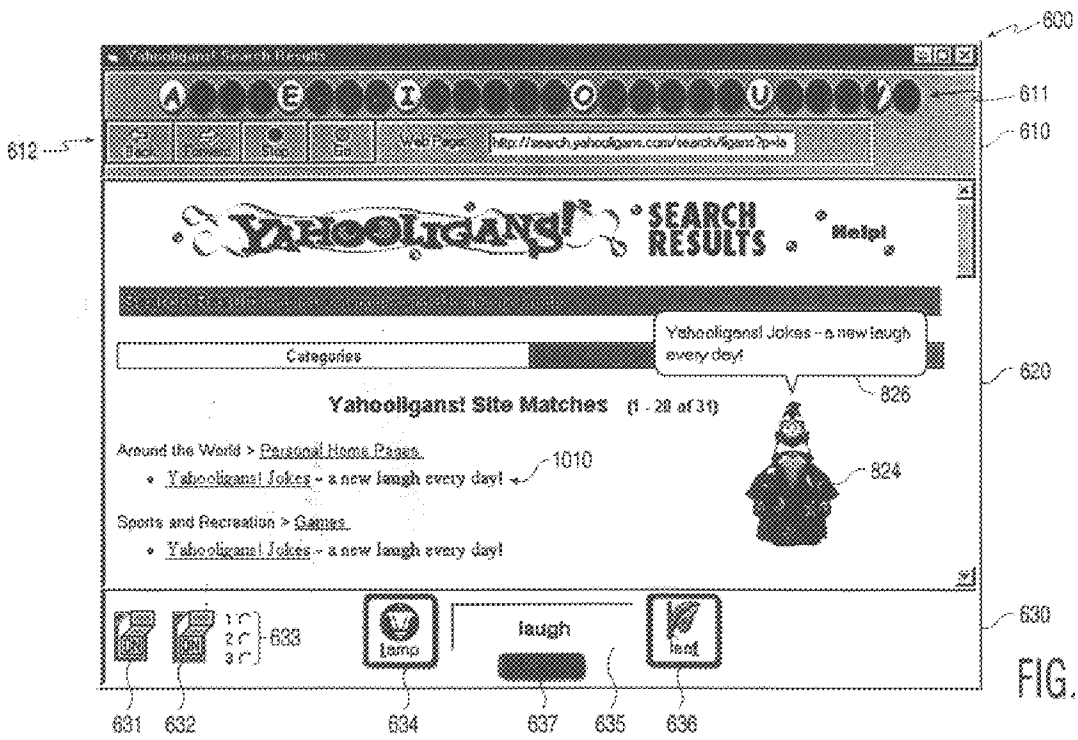 600
Yahooligans! Search Results
A E I O U
611
610
612
Back Forward Stop Go Web Page: http://search.yahooligans.com/search/ligans?p=la
YAHOOLIGANS! SEARCH RESULTS Help!
Yahooligans! Jokes - a new laugh every day!
Categories
826
620
Yahooligans! Site Matches (1 - 20 of 31)
Around the World > Personal Home Pages
• Yahooligans! Jokes - a new laugh every day!
1010
824
Sports and Recreation > Games
• Yahooligans! Jokes - a new laugh every day!
630
ON ON 1 2 3 633
Lamp laugh leaf
631 632 634 637 635 636
FIG.